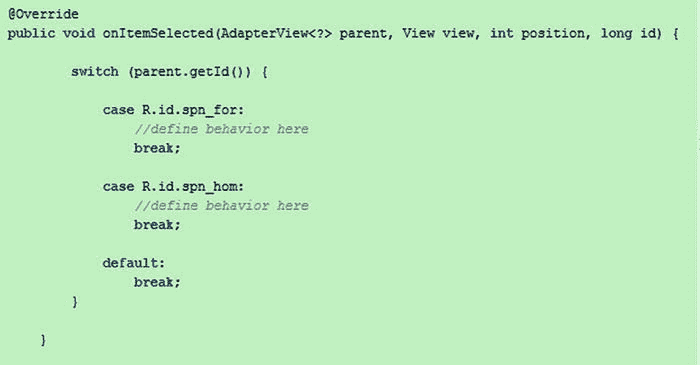 @Override
public void onItemSelected(AdapterView<?> parent, View view, int position, long id) {
switch (parent.getId()) {
case R.id.spn_for:
//define behavior here
break;
case R.id.spn_hom:
//define behavior here
break;
default:
break;
}
}